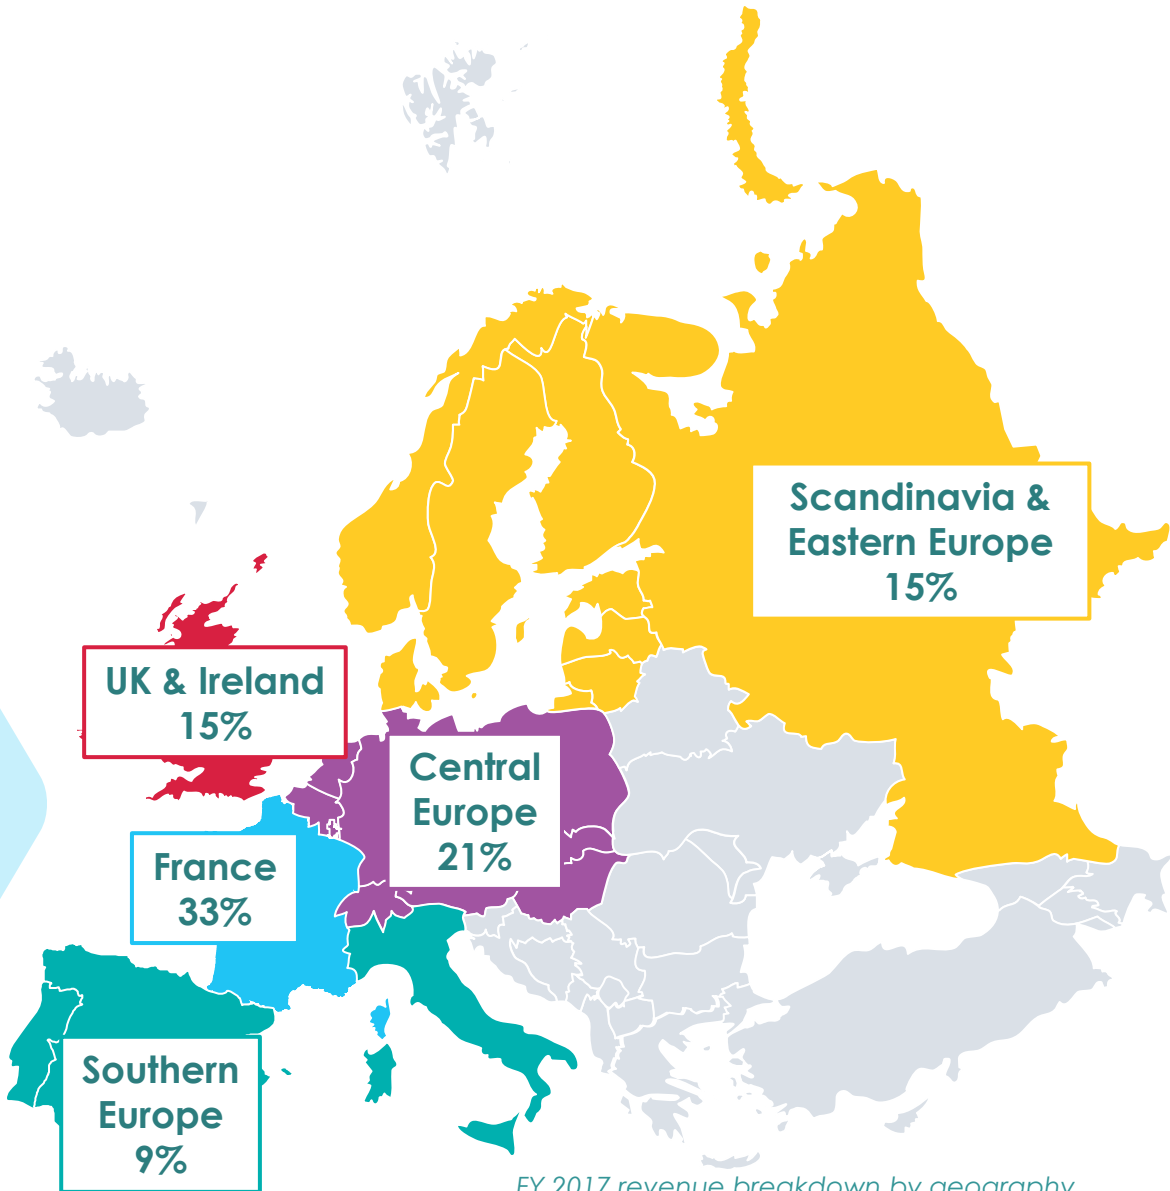 Scandinavia &
Eastern Europe
15%
UK & Ireland
15%
Central
Europe
21%
France
33%
Southern
Europe
9%
FY 2017 revenue breakdown by geography